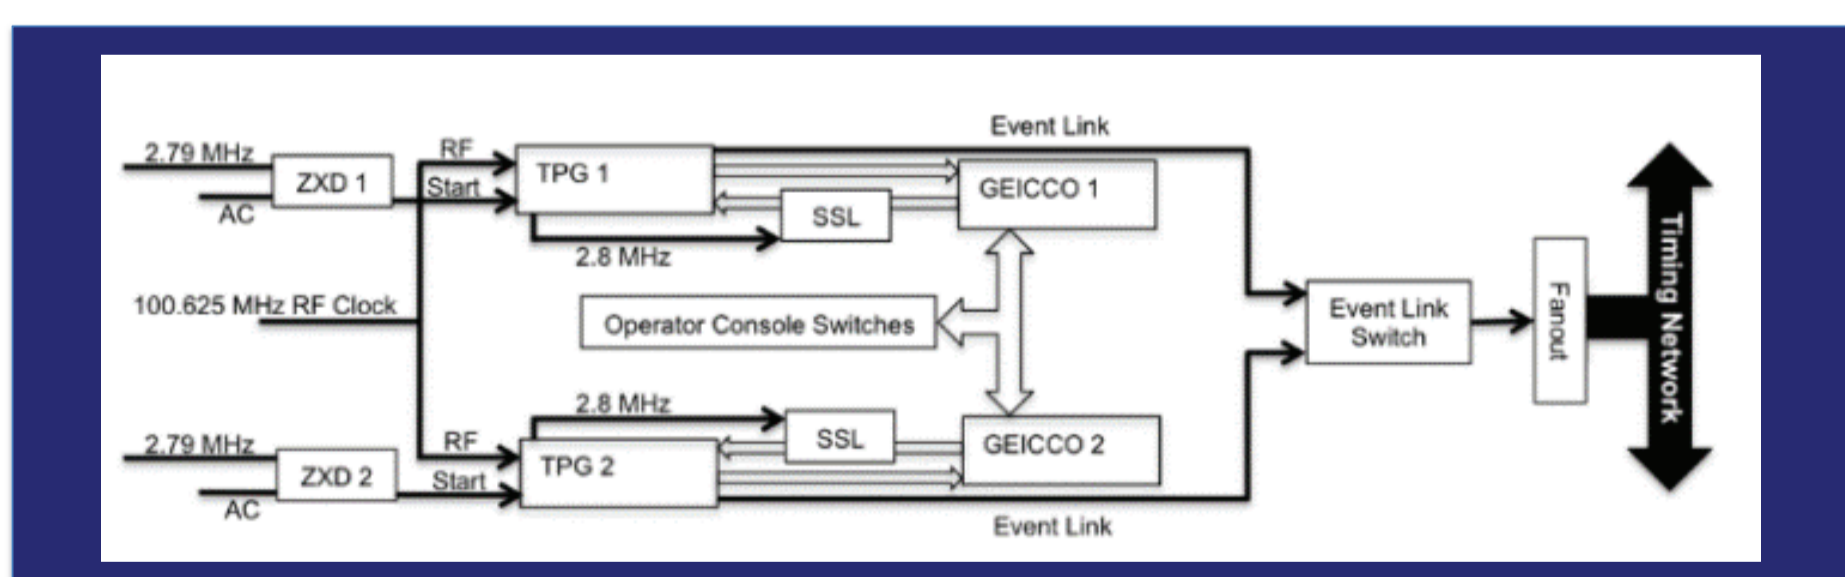 Event Link
2.79 MHz
RF
TPG 1
ZXD 1
GEICCO 1
Start
AC
SSL
2.8 MHz
Timing Network
100.625 MHz RF Clock
Operator Console Switches
Event Link
Switch
Fanout
2.8 MHz
2.79 MHz
RF
SSL
GEICCO 2
TPG 2
ZXD 2
Start
AC
Event Link